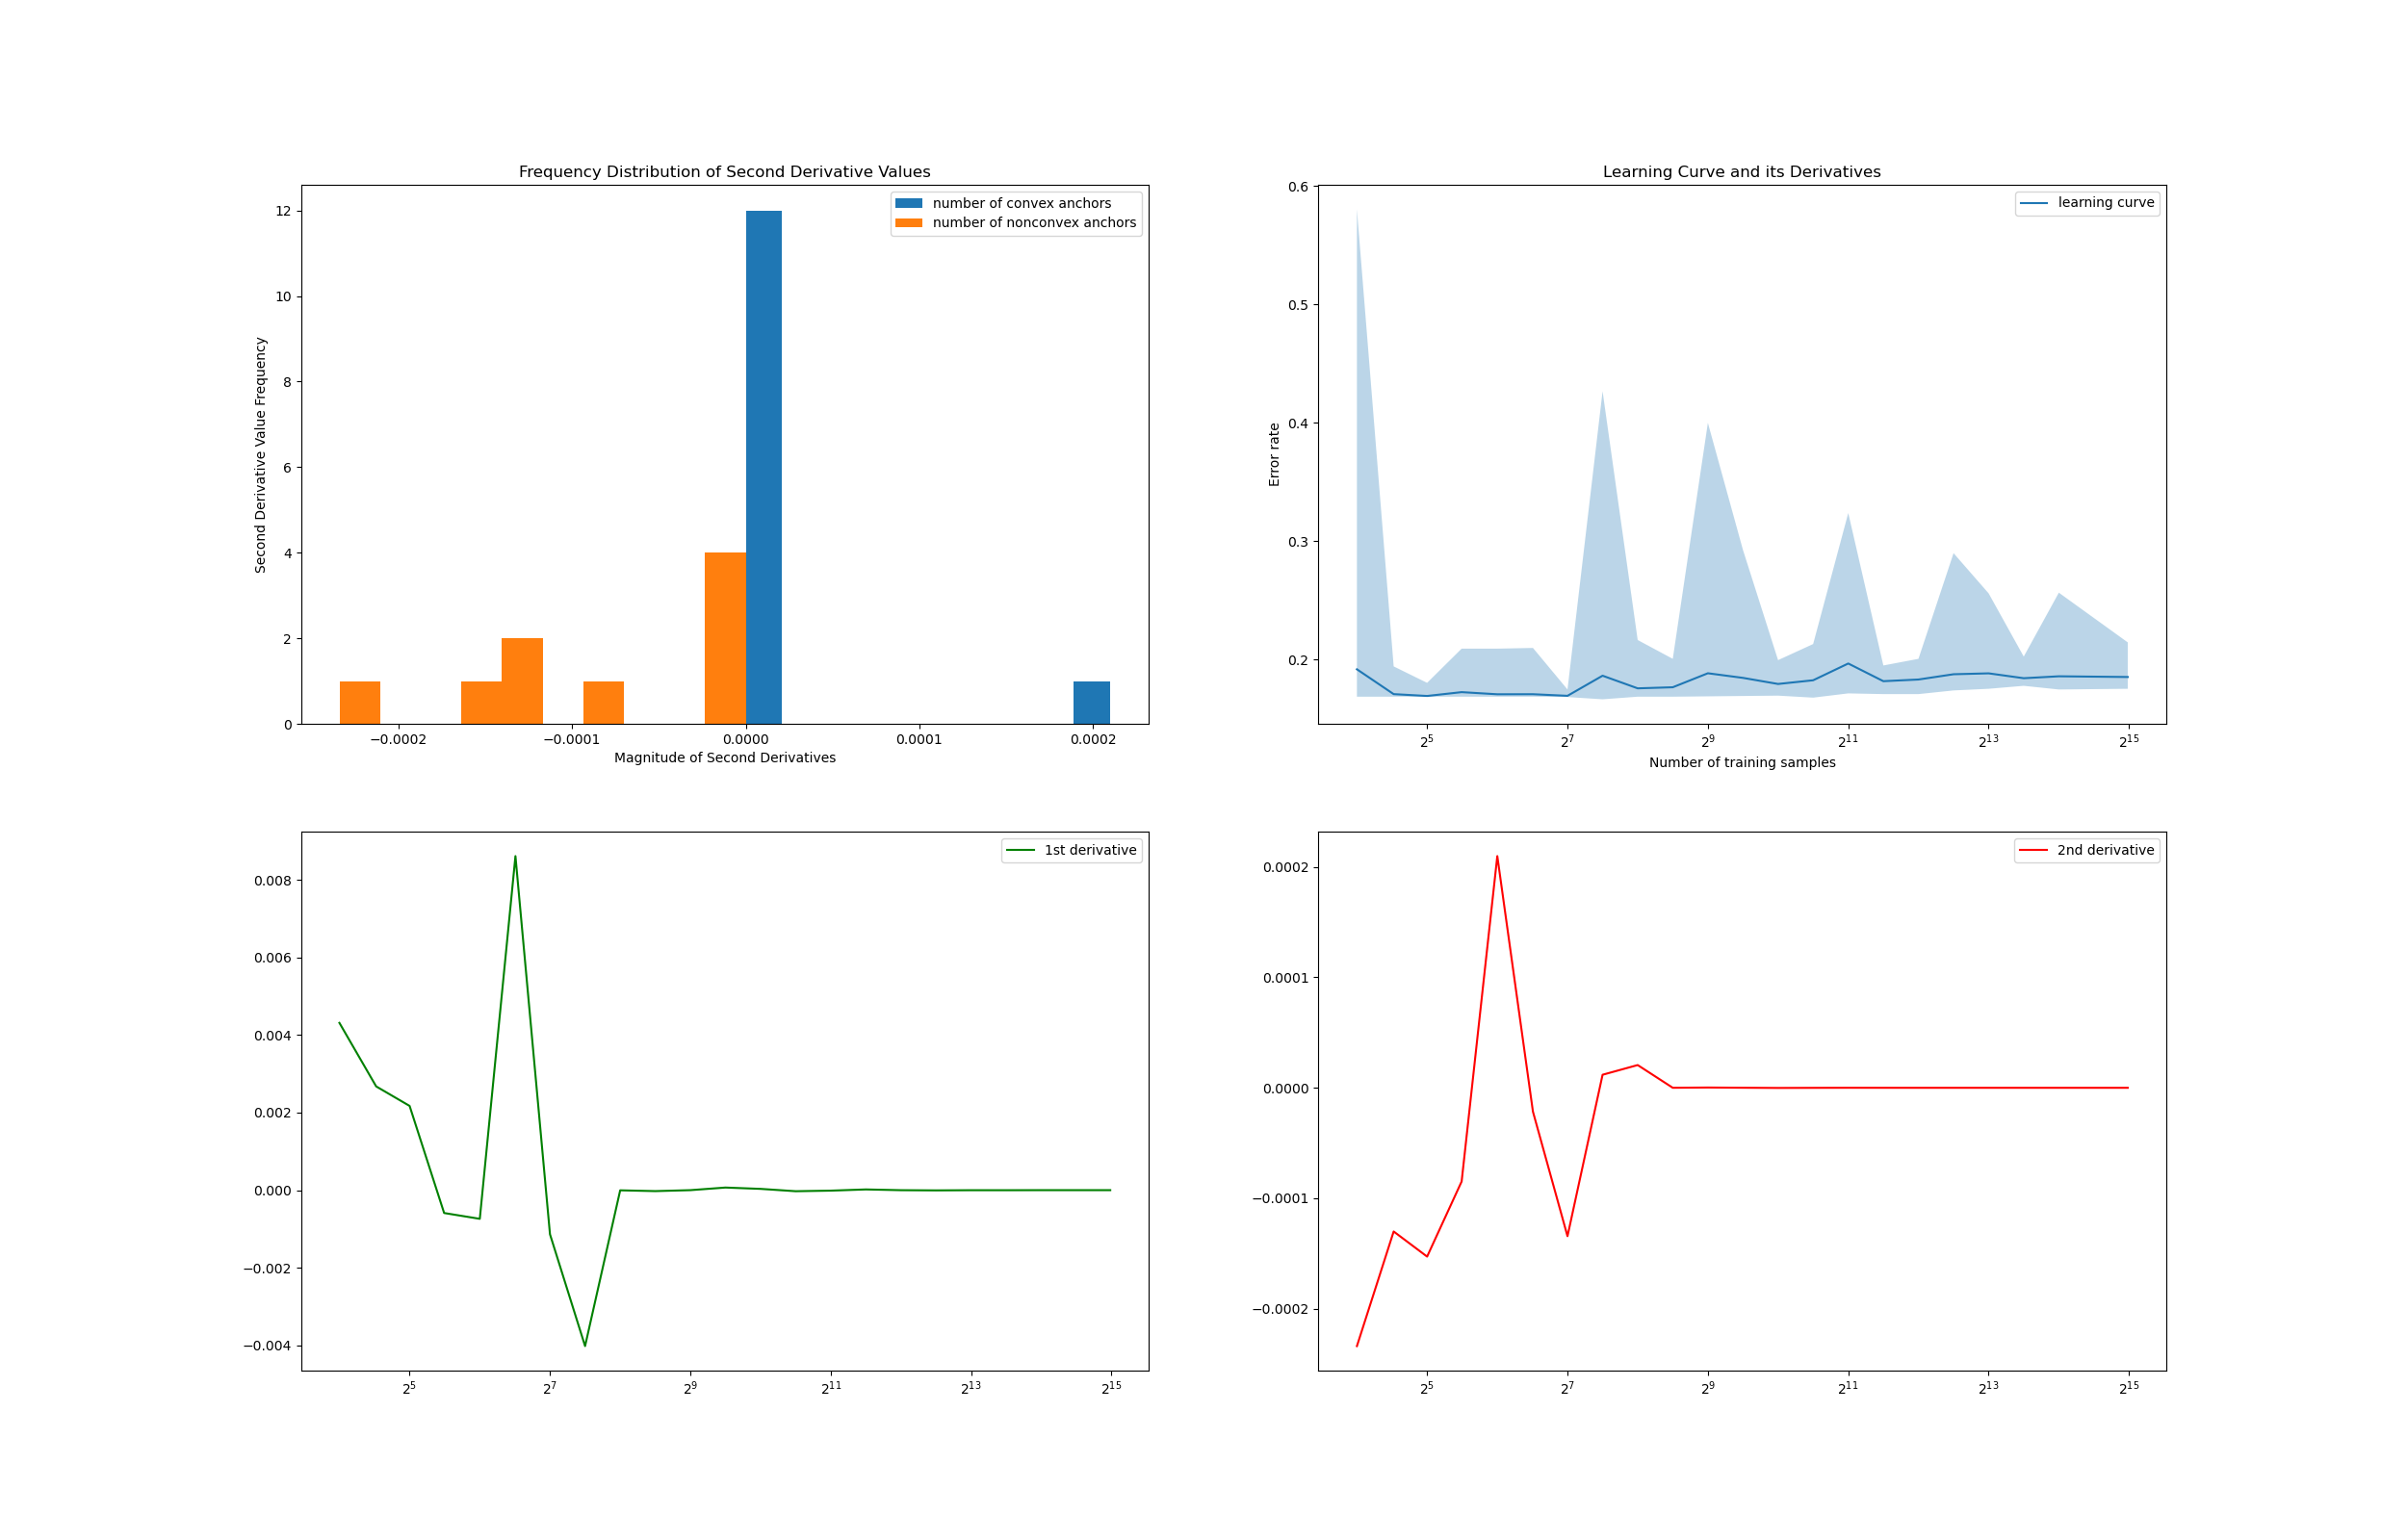 Frequency Distribution of Second Derivative Values
number of convex anchors
number of nonconvex anchors
12
10
8
6
4
2
0
Second Derivative Value Frequency
−0.0002 −0.0001 0.0000 0.0001 0.0002
Magnitude of Second Derivatives
Learning Curve and its Derivatives
learning curve
0.6
0.5
0.4
0.3
0.2
Error rate
2^5 2^7 2^9 2^11 2^13 2^15
Number of training samples
1st derivative
0.008
0.006
0.004
0.002
0.000
−0.002
−0.004
2^5 2^7 2^9 2^11 2^13 2^15
2nd derivative
0.0002
0.0001
0.0000
−0.0001
−0.0002
2^5 2^7 2^9 2^11 2^13 2^15